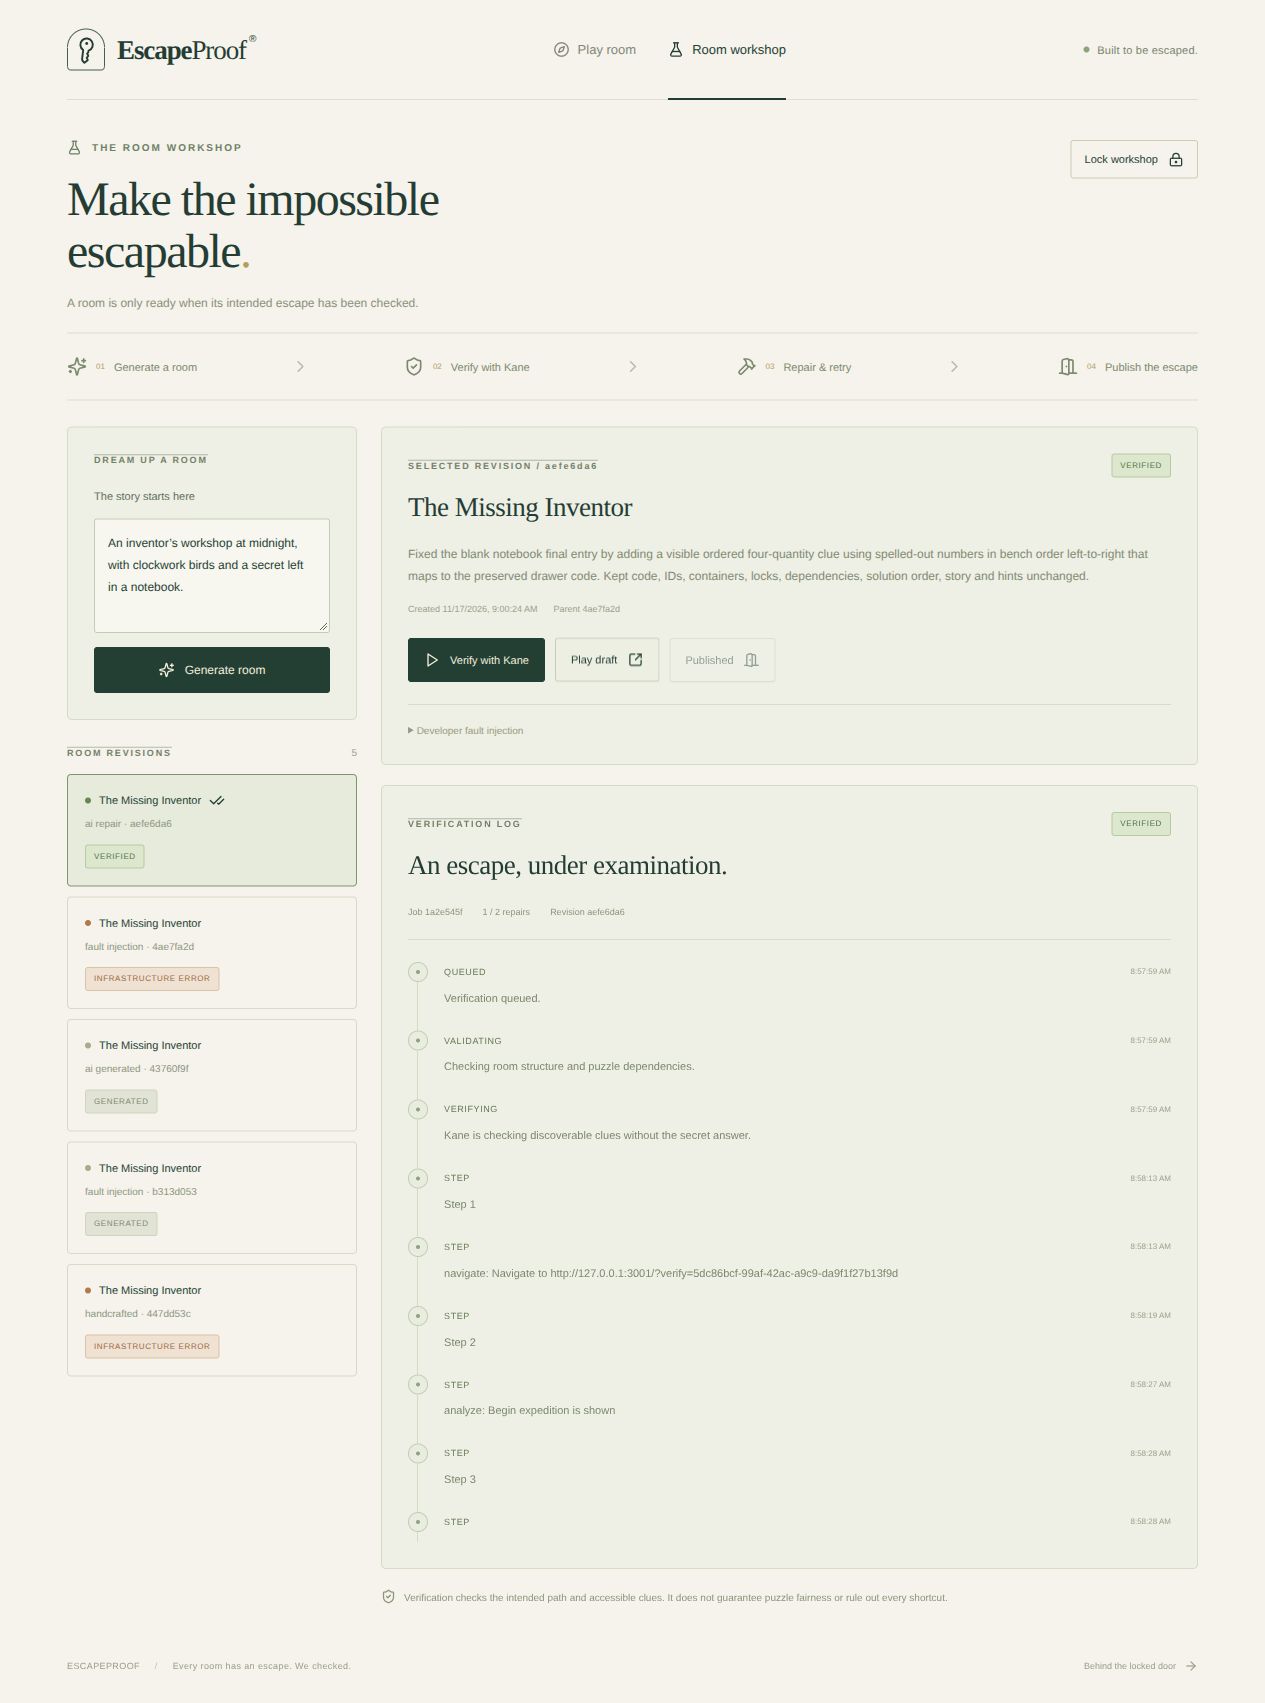 EscapeProof®
Play room
Room workshop
Built to be escaped.
THE ROOM WORKSHOP
Lock workshop
Make the impossible
escapable.
A room is only ready when its intended escape has been checked.
01 Generate a room
02 Verify with Kane
03 Repair & retry
04 Publish the escape
DREAM UP A ROOM
The story starts here
An inventor’s workshop at midnight,
with clockwork birds and a secret left
in a notebook.
Generate room
ROOM REVISIONS 5
The Missing Inventor
ai repair · aefe6da6
VERIFIED
The Missing Inventor
fault injection · 4ae7fa2d
INFRASTRUCTURE ERROR
The Missing Inventor
ai generated · 43760f9f
GENERATED
The Missing Inventor
fault injection · b313d053
GENERATED
The Missing Inventor
handcrafted · 447dd53c
INFRASTRUCTURE ERROR
SELECTED REVISION / aefe6da6
VERIFIED
The Missing Inventor
Fixed the blank notebook final entry by adding a visible ordered four-quantity clue using spelled-out numbers in bench order left-to-right that
maps to the preserved drawer code. Kept code, IDs, containers, locks, dependencies, solution order, story and hints unchanged.
Created 11/17/2026, 9:00:24 AM Parent 4ae7fa2d
Verify with Kane
Play draft
Published
Developer fault injection
VERIFICATION LOG
VERIFIED
An escape, under examination.
Job 1a2e545f 1 / 2 repairs Revision aefe6da6
QUEUED 8:57:59 AM
Verification queued.
VALIDATING 8:57:59 AM
Checking room structure and puzzle dependencies.
VERIFYING 8:57:59 AM
Kane is checking discoverable clues without the secret answer.
STEP 8:58:13 AM
Step 1
STEP 8:58:13 AM
navigate: Navigate to http://127.0.0.1:3001/?verify=5dc86bcf-99af-42ac-a9c9-da9f1f27b13f9d
STEP 8:58:19 AM
Step 2
STEP 8:58:27 AM
analyze: Begin expedition is shown
STEP 8:58:28 AM
Step 3
STEP 8:58:28 AM
Verification checks the intended path and accessible clues. It does not guarantee puzzle fairness or rule out every shortcut.
ESCAPEPROOF / Every room has an escape. We checked.
Behind the locked door